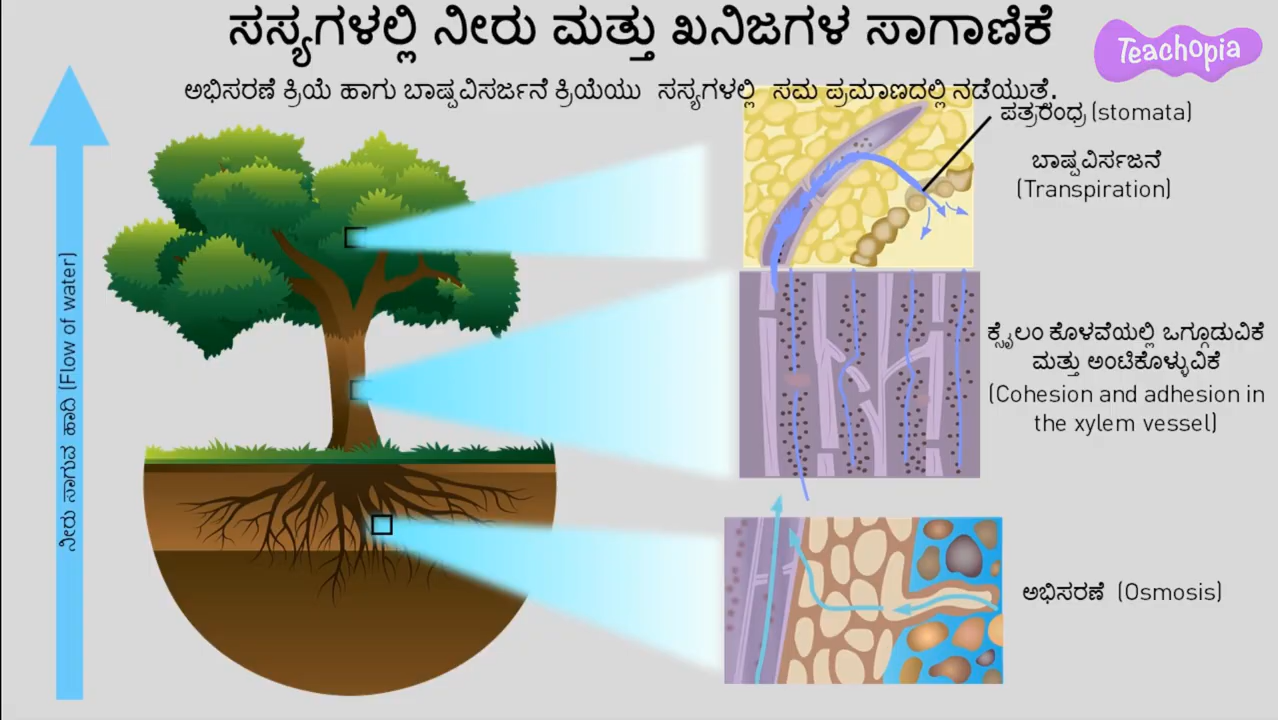 ಸಸ್ಯಗಳಲ್ಲಿ ನೀರು ಮತ್ತು ಖನಿಜಗಳ ಸಾಗಾಣಿಕೆ
Teachopia
ಅಭಿಸರಣೆ ಕ್ರಿಯೆ ಹಾಗು ಬಾಷ್ಪವಿಸರ್ಜನೆ ಕ್ರಿಯೆಯು ಸಸ್ಯಗಳಲ್ಲಿ ಸಮ ಪ್ರಮಾಣದಲ್ಲಿ ನಡೆಯುತ್ತೆ.
ಪತ್ರರಂಧ್ರ (stomata)
ಬಾಷ್ಪವಿರ್ಸಜನೆ
(Transpiration)
ನೀರು ಸಾಗುವ ಹಾದಿ (Flow of water)
ಕ್ಸೈಲಂ ಕೊಳವೆಯಲ್ಲಿ ಒಗ್ಗೂಡುವಿಕೆ
ಮತ್ತು ಅಂಟಿಕೊಳ್ಳುವಿಕೆ
(Cohesion and adhesion in
the xylem vessel)
ಅಭಿಸರಣೆ (Osmosis)